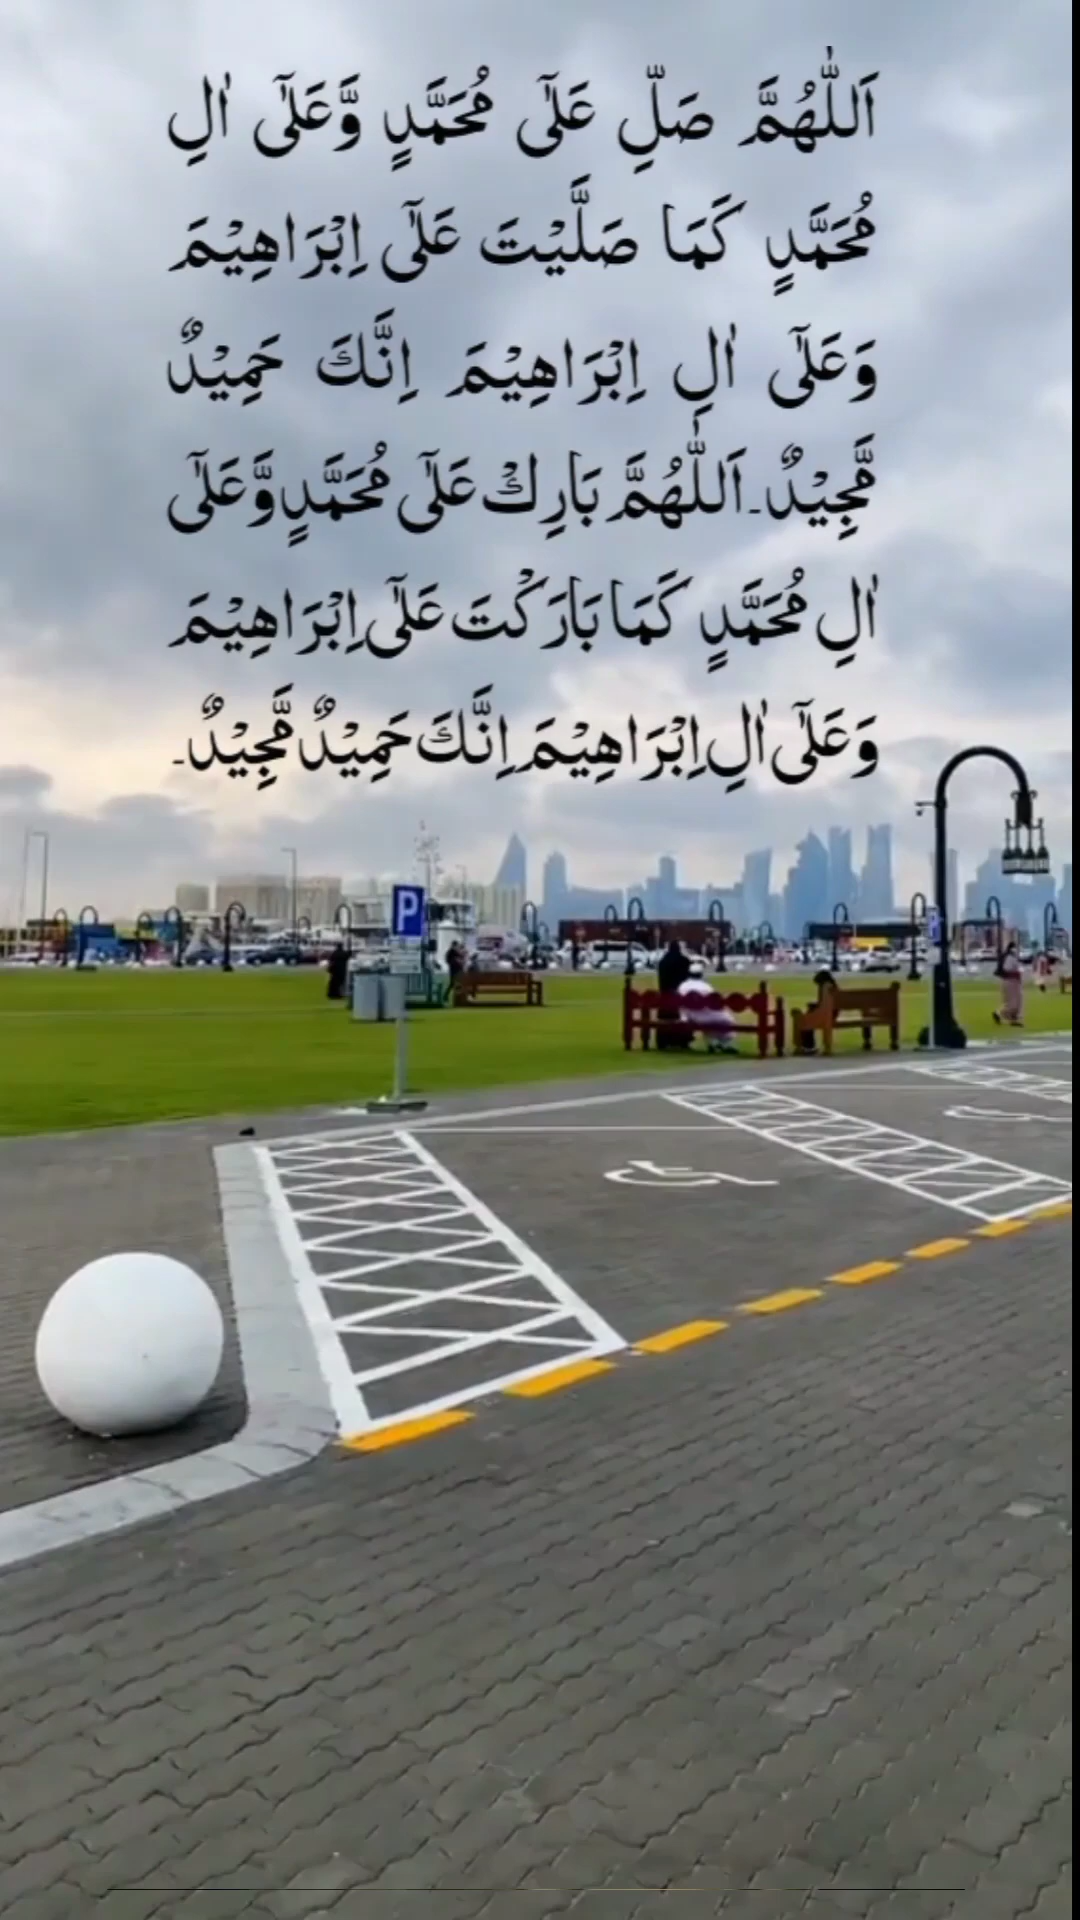 اَللّٰهُمَّ صَلِّ عَلٰٓى مُحَمَّدٍ وَّعَلٰٓى اٰلِ
مُحَمَّدٍ كَمَا صَلَّيْتَ عَلٰٓى اِبْرَاهِيْمَ
وَعَلٰٓى اٰلِ اِبْرَاهِيْمَ اِنَّكَ حَمِيْدٌ
مَّجِيْدٌ۔ اَللّٰهُمَّ بَارِكْ عَلٰٓى مُحَمَّدٍ وَّعَلٰٓى
اٰلِ مُحَمَّدٍ كَمَا بَارَكْتَ عَلٰٓى اِبْرَاهِيْمَ
وَعَلٰٓى اٰلِ اِبْرَاهِيْمَ اِنَّكَ حَمِيْدٌ مَّجِيْدٌ۔
P